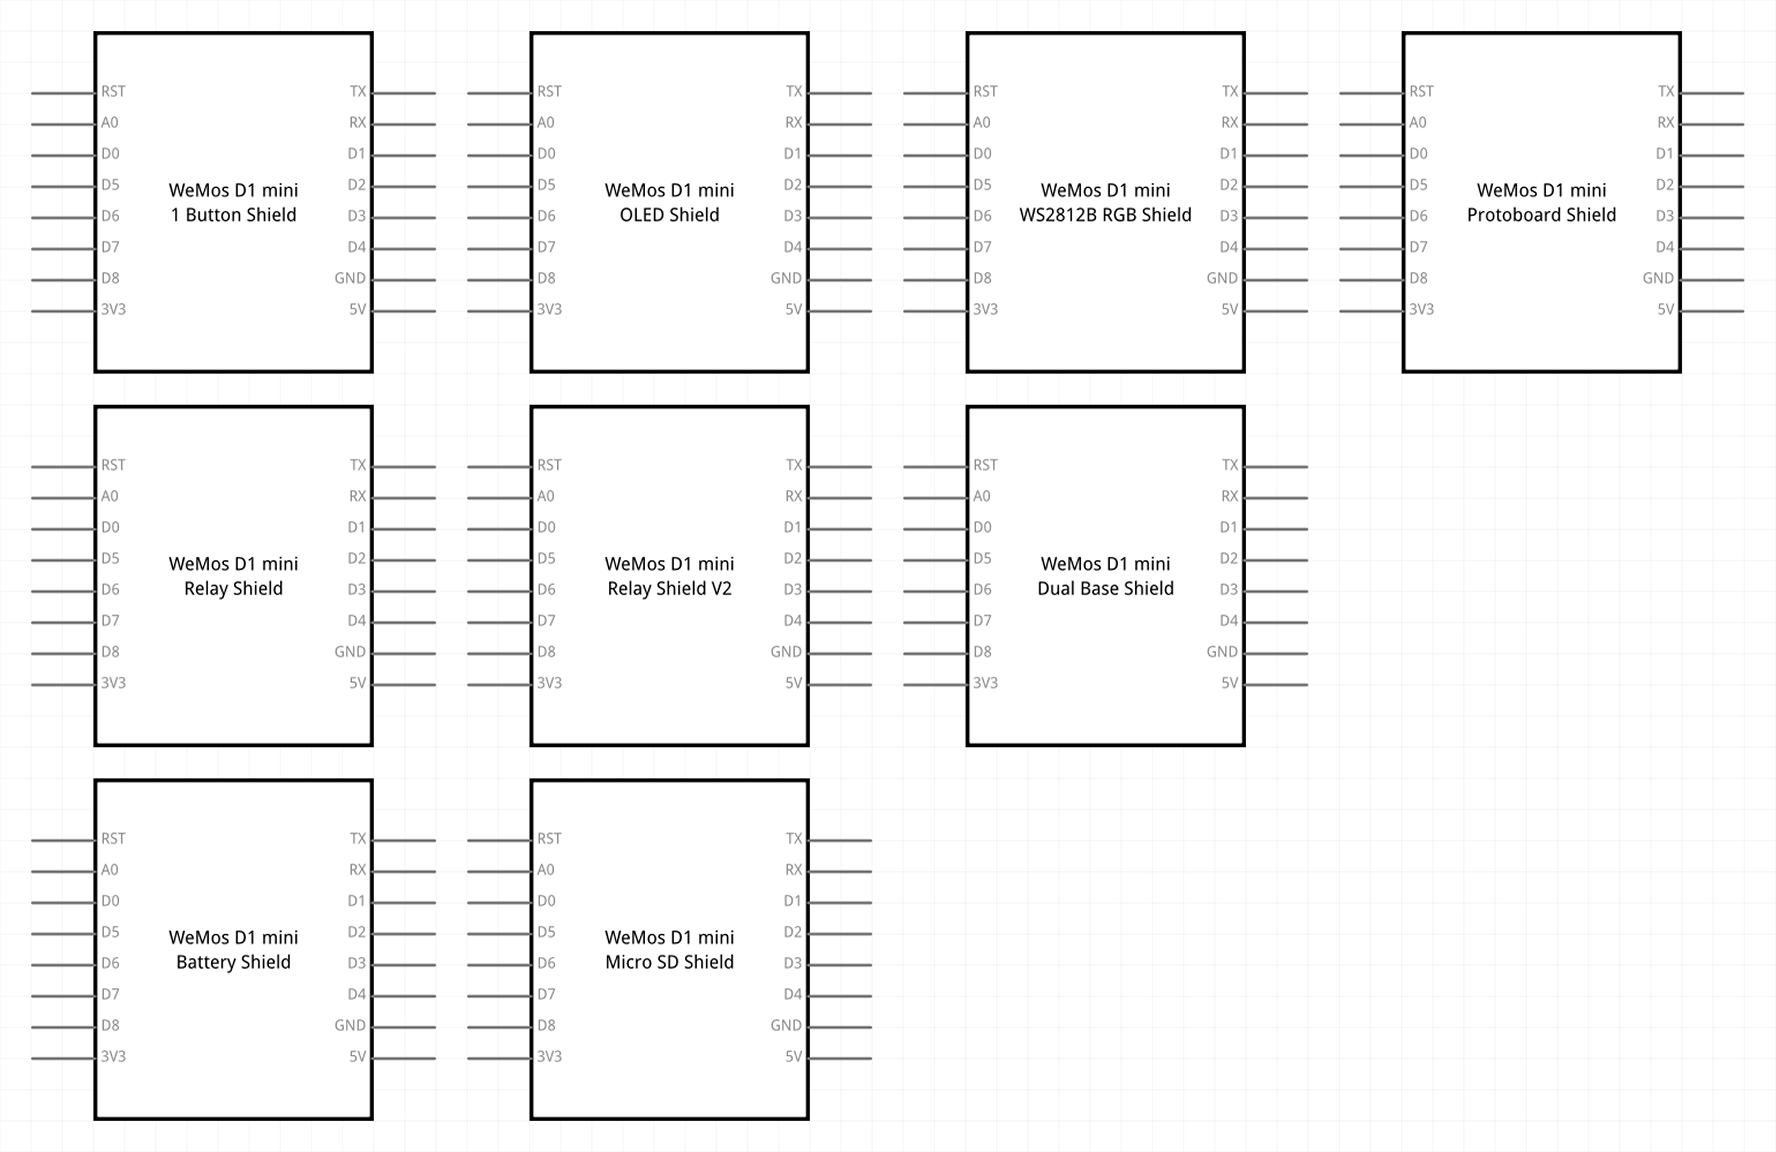 RST
A0
D0
D5
D6
D7
D8
3V3
WeMos D1 mini
1 Button Shield
TX
RX
D1
D2
D3
D4
GND
5V
RST
A0
D0
D5
D6
D7
D8
3V3
WeMos D1 mini
OLED Shield
TX
RX
D1
D2
D3
D4
GND
5V
RST
A0
D0
D5
D6
D7
D8
3V3
WeMos D1 mini
WS2812B RGB Shield
TX
RX
D1
D2
D3
D4
GND
5V
RST
A0
D0
D5
D6
D7
D8
3V3
WeMos D1 mini
Protoboard Shield
TX
RX
D1
D2
D3
D4
GND
5V
RST
A0
D0
D5
D6
D7
D8
3V3
WeMos D1 mini
Relay Shield
TX
RX
D1
D2
D3
D4
GND
5V
RST
A0
D0
D5
D6
D7
D8
3V3
WeMos D1 mini
Relay Shield V2
TX
RX
D1
D2
D3
D4
GND
5V
RST
A0
D0
D5
D6
D7
D8
3V3
WeMos D1 mini
Dual Base Shield
TX
RX
D1
D2
D3
D4
GND
5V
RST
A0
D0
D5
D6
D7
D8
3V3
WeMos D1 mini
Battery Shield
TX
RX
D1
D2
D3
D4
GND
5V
RST
A0
D0
D5
D6
D7
D8
3V3
WeMos D1 mini
Micro SD Shield
TX
RX
D1
D2
D3
D4
GND
5V